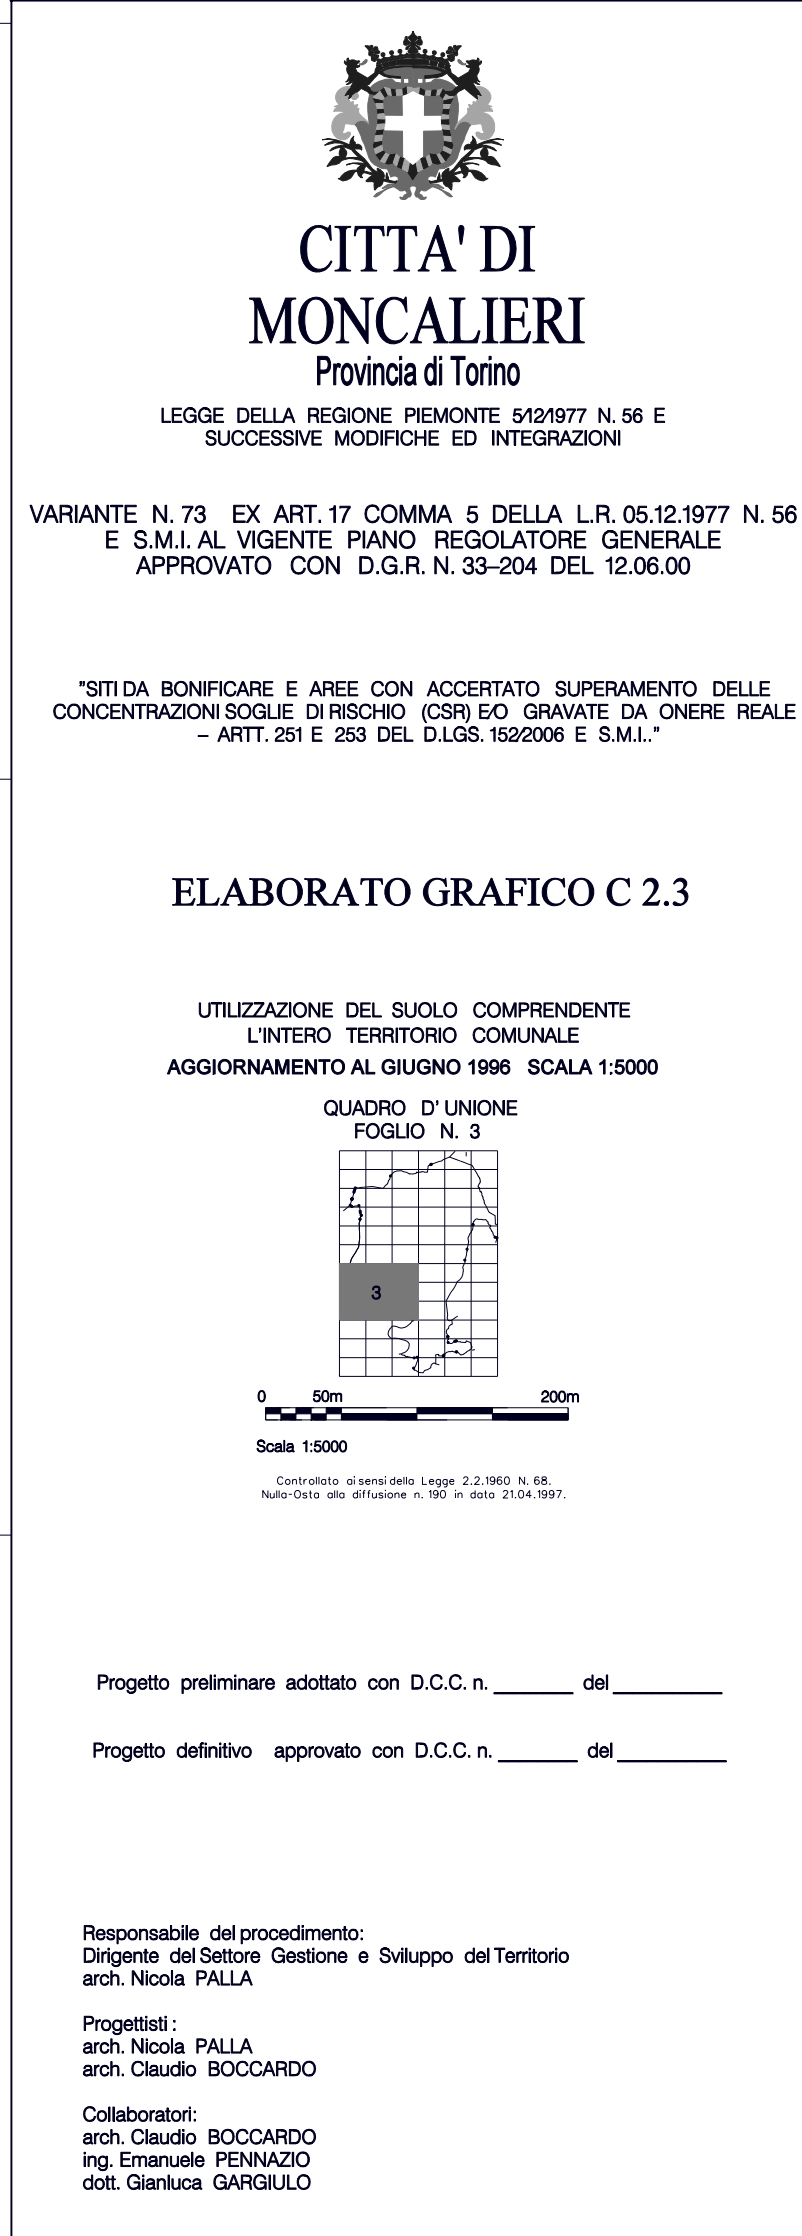 CITTA' DI
MONCALIERI
Provincia di Torino
LEGGE DELLA REGIONE PIEMONTE 5/12/1977 N. 56 E
SUCCESSIVE MODIFICHE ED INTEGRAZIONI
VARIANTE N. 73 EX ART. 17 COMMA 5 DELLA L.R. 05.12.1977 N. 56
E S.M.I. AL VIGENTE PIANO REGOLATORE GENERALE
APPROVATO CON D.G.R. N. 33–204 DEL 12.06.00
"SITI DA BONIFICARE E AREE CON ACCERTATO SUPERAMENTO DELLE
CONCENTRAZIONI SOGLIE DI RISCHIO (CSR) E/O GRAVATE DA ONERE REALE
– ARTT. 251 E 253 DEL D.LGS. 152/2006 E S.M.I.."
ELABORATO GRAFICO C 2.3
UTILIZZAZIONE DEL SUOLO COMPRENDENTE
L'INTERO TERRITORIO COMUNALE
AGGIORNAMENTO AL GIUGNO 1996 SCALA 1:5000
QUADRO D' UNIONE
FOGLIO N. 3
3
0 50m 200m
Scala 1:5000
Controllato ai sensi della Legge 2.2.1960 N. 68.
Nulla-Osta alla diffusione n. 190 in data 21.04.1997.
Progetto preliminare adottato con D.C.C. n. ________ del ___________
Progetto definitivo approvato con D.C.C. n. ________ del ___________
Responsabile del procedimento:
Dirigente del Settore Gestione e Sviluppo del Territorio
arch. Nicola PALLA
Progettisti :
arch. Nicola PALLA
arch. Claudio BOCCARDO
Collaboratori:
arch. Claudio BOCCARDO
ing. Emanuele PENNAZIO
dott. Gianluca GARGIULO